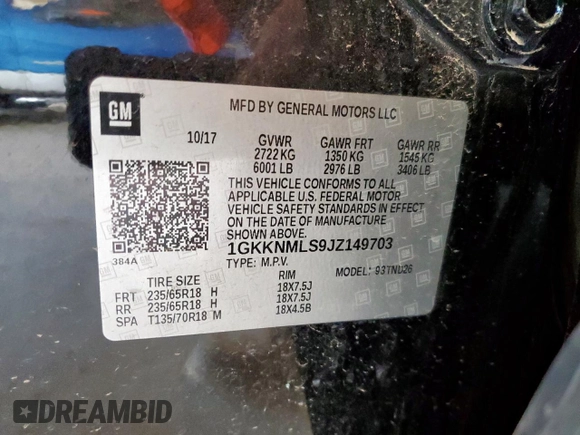 GM
MFD BY GENERAL MOTORS LLC
10/17 GVWR GAWR FRT GAWR RR
2722 KG 1350 KG 1545 KG
6001 LB 2976 LB 3406 LB
THIS VEHICLE CONFORMS TO ALL
APPLICABLE U.S. FEDERAL MOTOR
VEHICLE SAFETY STANDARDS IN EFFECT
ON THE DATE OF MANUFACTURE
SHOWN ABOVE.
384A 1GKKNMLS9JZ149703
TYPE: M.P.V. MODEL: 93TNU26
TIRE SIZE RIM
FRT 235/65R18 H 18X7.5J
RR 235/65R18 H 18X7.5J
SPA T135/70R18 M 18X4.5B
DREAMBID